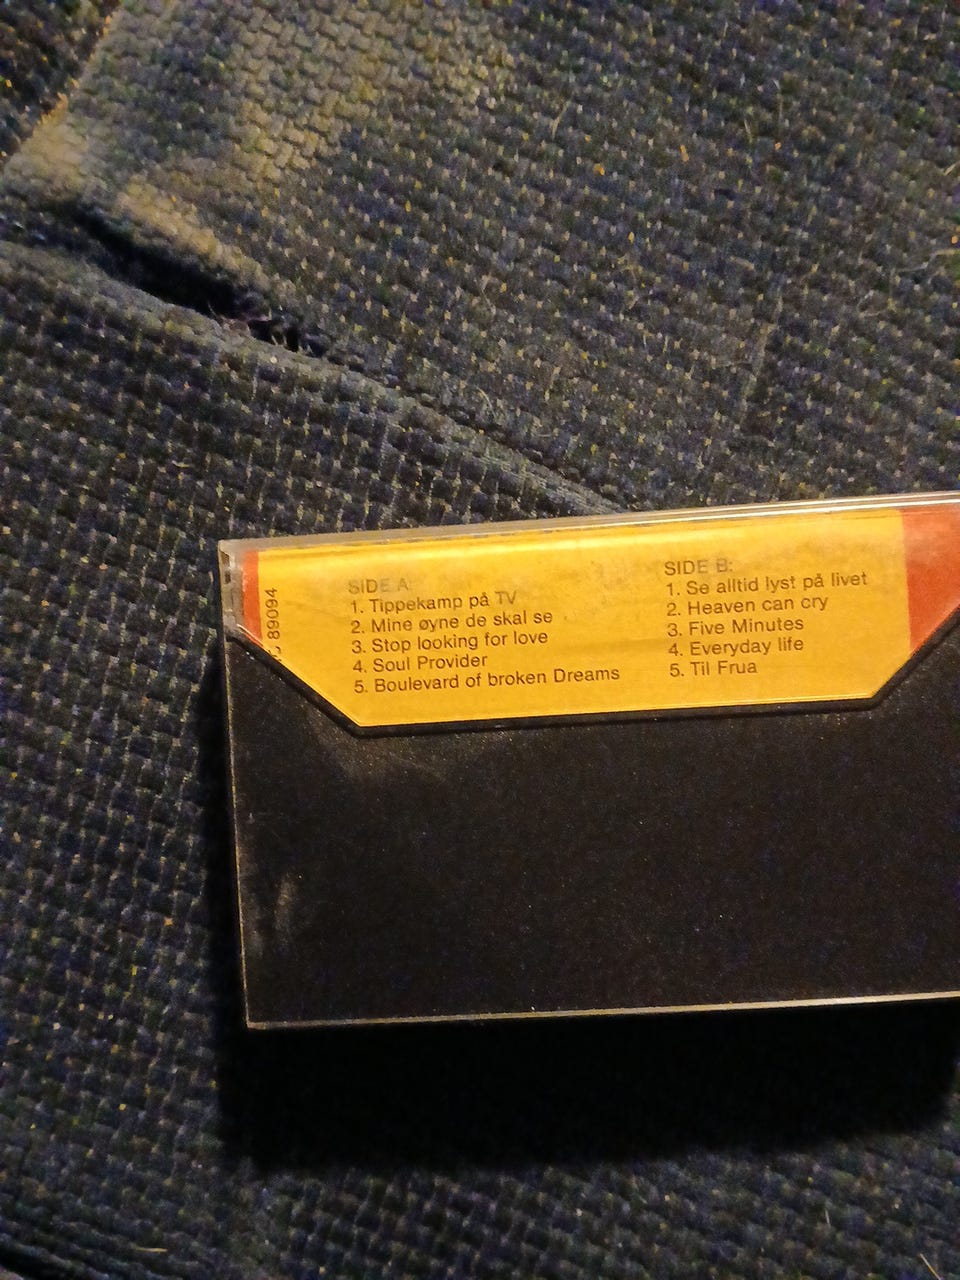 89094
SIDE A:
1. Tippekamp på TV
2. Mine øyne de skal se
3. Stop looking for love
4. Soul Provider
5. Boulevard of broken Dreams
SIDE B:
1. Se alltid lyst på livet
2. Heaven can cry
3. Five Minutes
4. Everyday life
5. Til Frua